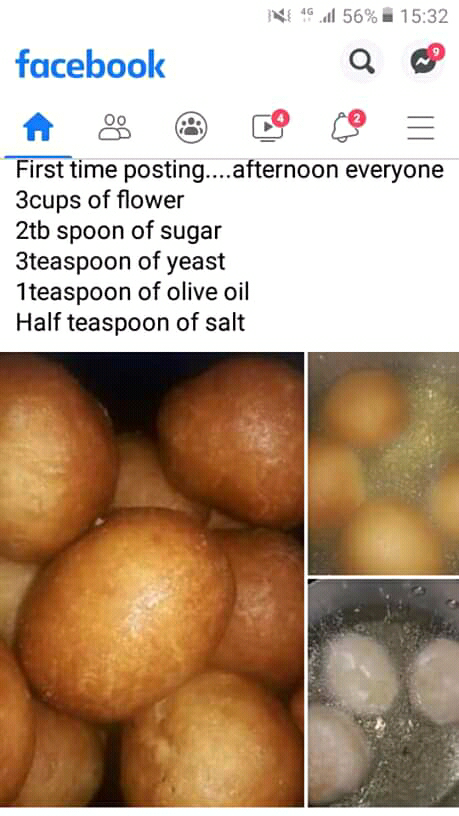 4G 56% 15:32
facebook
9
4
2
First time posting....afternoon everyone
3cups of flower
2tb spoon of sugar
3teaspoon of yeast
1teaspoon of olive oil
Half teaspoon of salt